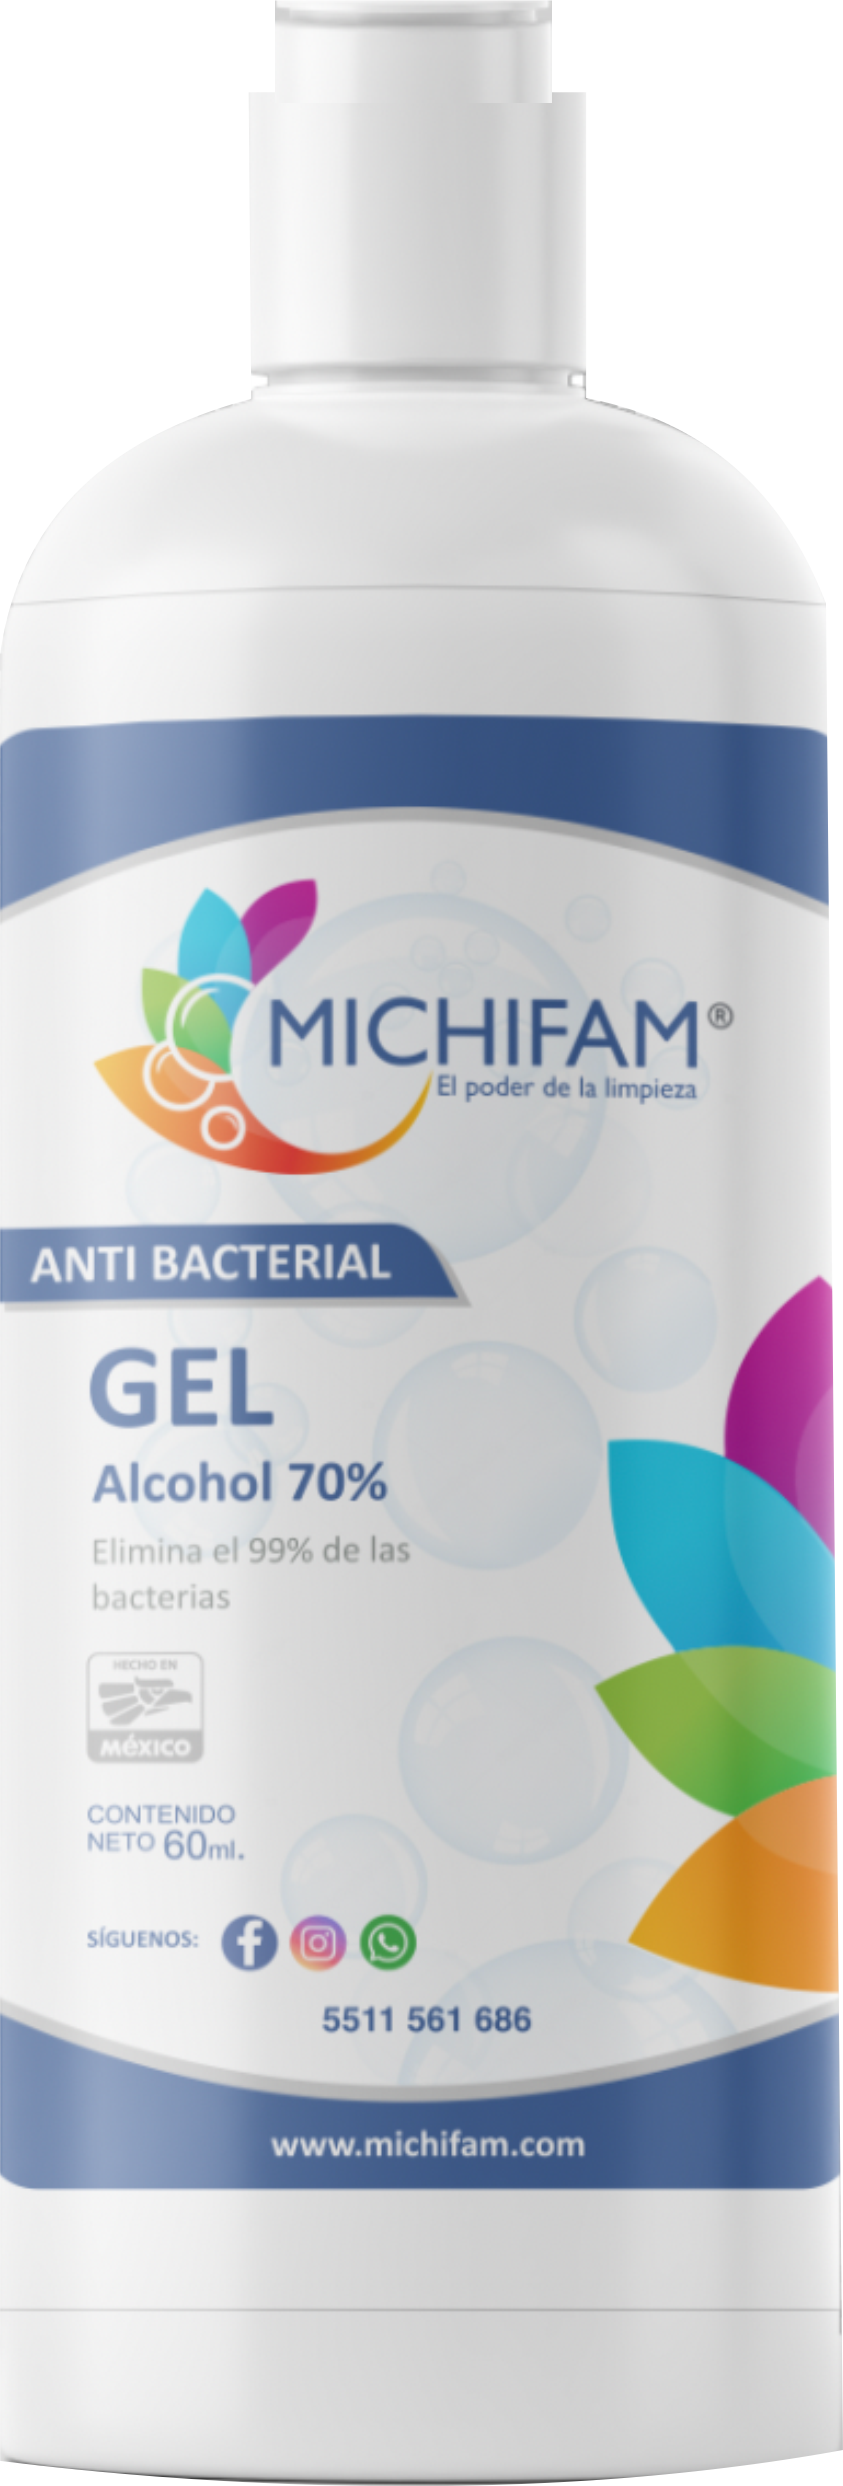 MICHIFAM®
El poder de la limpieza
ANTI BACTERIAL
GEL
Alcohol 70%
Elimina el 99% de las
bacterias
HECHO EN
MéXICO
CONTENIDO
NETO 60ml.
SÍGUENOS:
5511 561 686
www.michifam.com